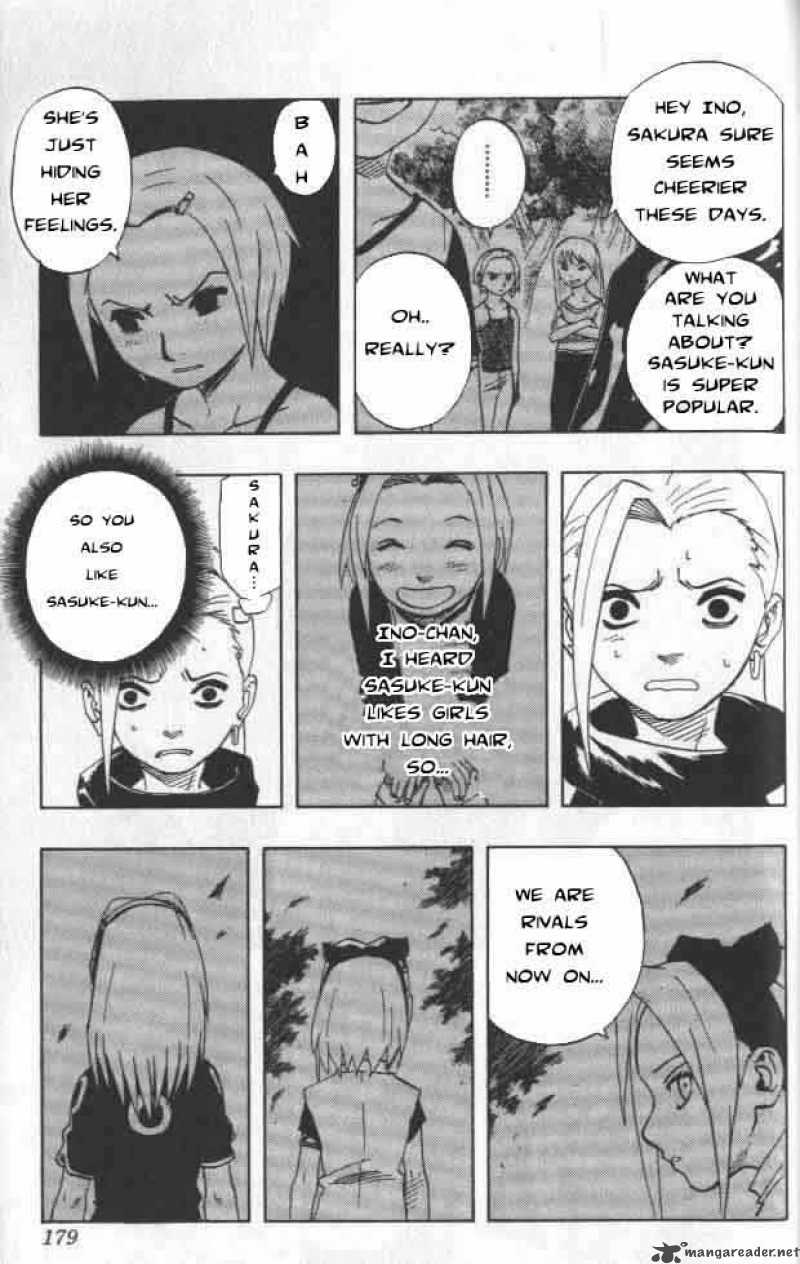 HEY INO,
SAKURA SURE
SEEMS
CHEERIER
THESE DAYS.
WHAT
ARE YOU
TALKING
ABOUT?
SASUKE-KUN
IS SUPER
POPULAR.
.........
OH..
REALLY?
B
A
H
SHE'S
JUST
HIDING
HER
FEELINGS.
INO-CHAN,
I HEARD
SASUKE-KUN
LIKES GIRLS
WITH LONG HAIR,
SO...
S
A
K
U
R
A
...
SO YOU
ALSO
LIKE
SASUKE-KUN...
WE ARE
RIVALS
FROM
NOW ON...
179
mangareader.net